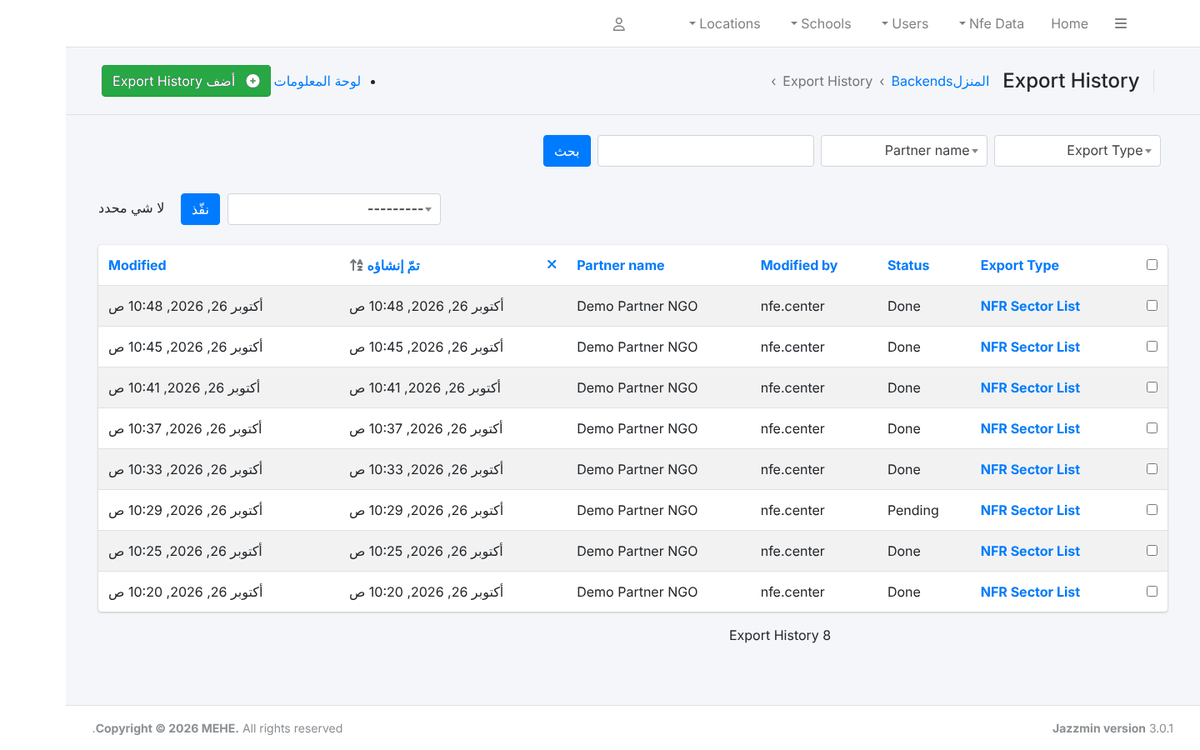 Home Nfe Data Users Schools Locations
Export History المنزل Backends › Export History ›
• لوحة المعلومات أضف Export History
Export Type Partner name بحث
--------- نفّذ لا شي محدد
Export Type Status Modified by Partner name تمّ إنشاؤه Modified
NFR Sector List Done nfe.center Demo Partner NGO أكتوبر 26, 2026, 10:48 ص أكتوبر 26, 2026, 10:48 ص
NFR Sector List Done nfe.center Demo Partner NGO أكتوبر 26, 2026, 10:45 ص أكتوبر 26, 2026, 10:45 ص
NFR Sector List Done nfe.center Demo Partner NGO أكتوبر 26, 2026, 10:41 ص أكتوبر 26, 2026, 10:41 ص
NFR Sector List Done nfe.center Demo Partner NGO أكتوبر 26, 2026, 10:37 ص أكتوبر 26, 2026, 10:37 ص
NFR Sector List Done nfe.center Demo Partner NGO أكتوبر 26, 2026, 10:33 ص أكتوبر 26, 2026, 10:33 ص
NFR Sector List Pending nfe.center Demo Partner NGO أكتوبر 26, 2026, 10:29 ص أكتوبر 26, 2026, 10:29 ص
NFR Sector List Done nfe.center Demo Partner NGO أكتوبر 26, 2026, 10:25 ص أكتوبر 26, 2026, 10:25 ص
NFR Sector List Done nfe.center Demo Partner NGO أكتوبر 26, 2026, 10:20 ص أكتوبر 26, 2026, 10:20 ص
Export History 8
Jazzmin version 3.0.1 .Copyright © 2026 MEHE. All rights reserved